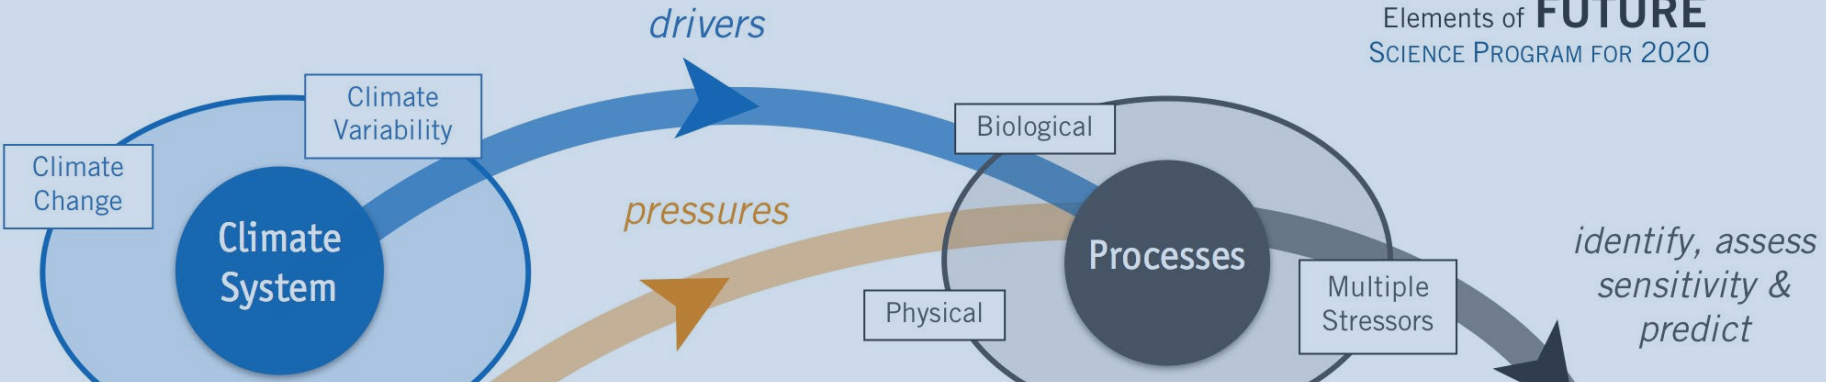 Elements of FUTURE
SCIENCE PROGRAM FOR 2020
drivers
Climate
Variability
Climate
Change
Climate
System
pressures
Biological
Processes
Physical
Multiple
Stressors
identify, assess
sensitivity &
predict